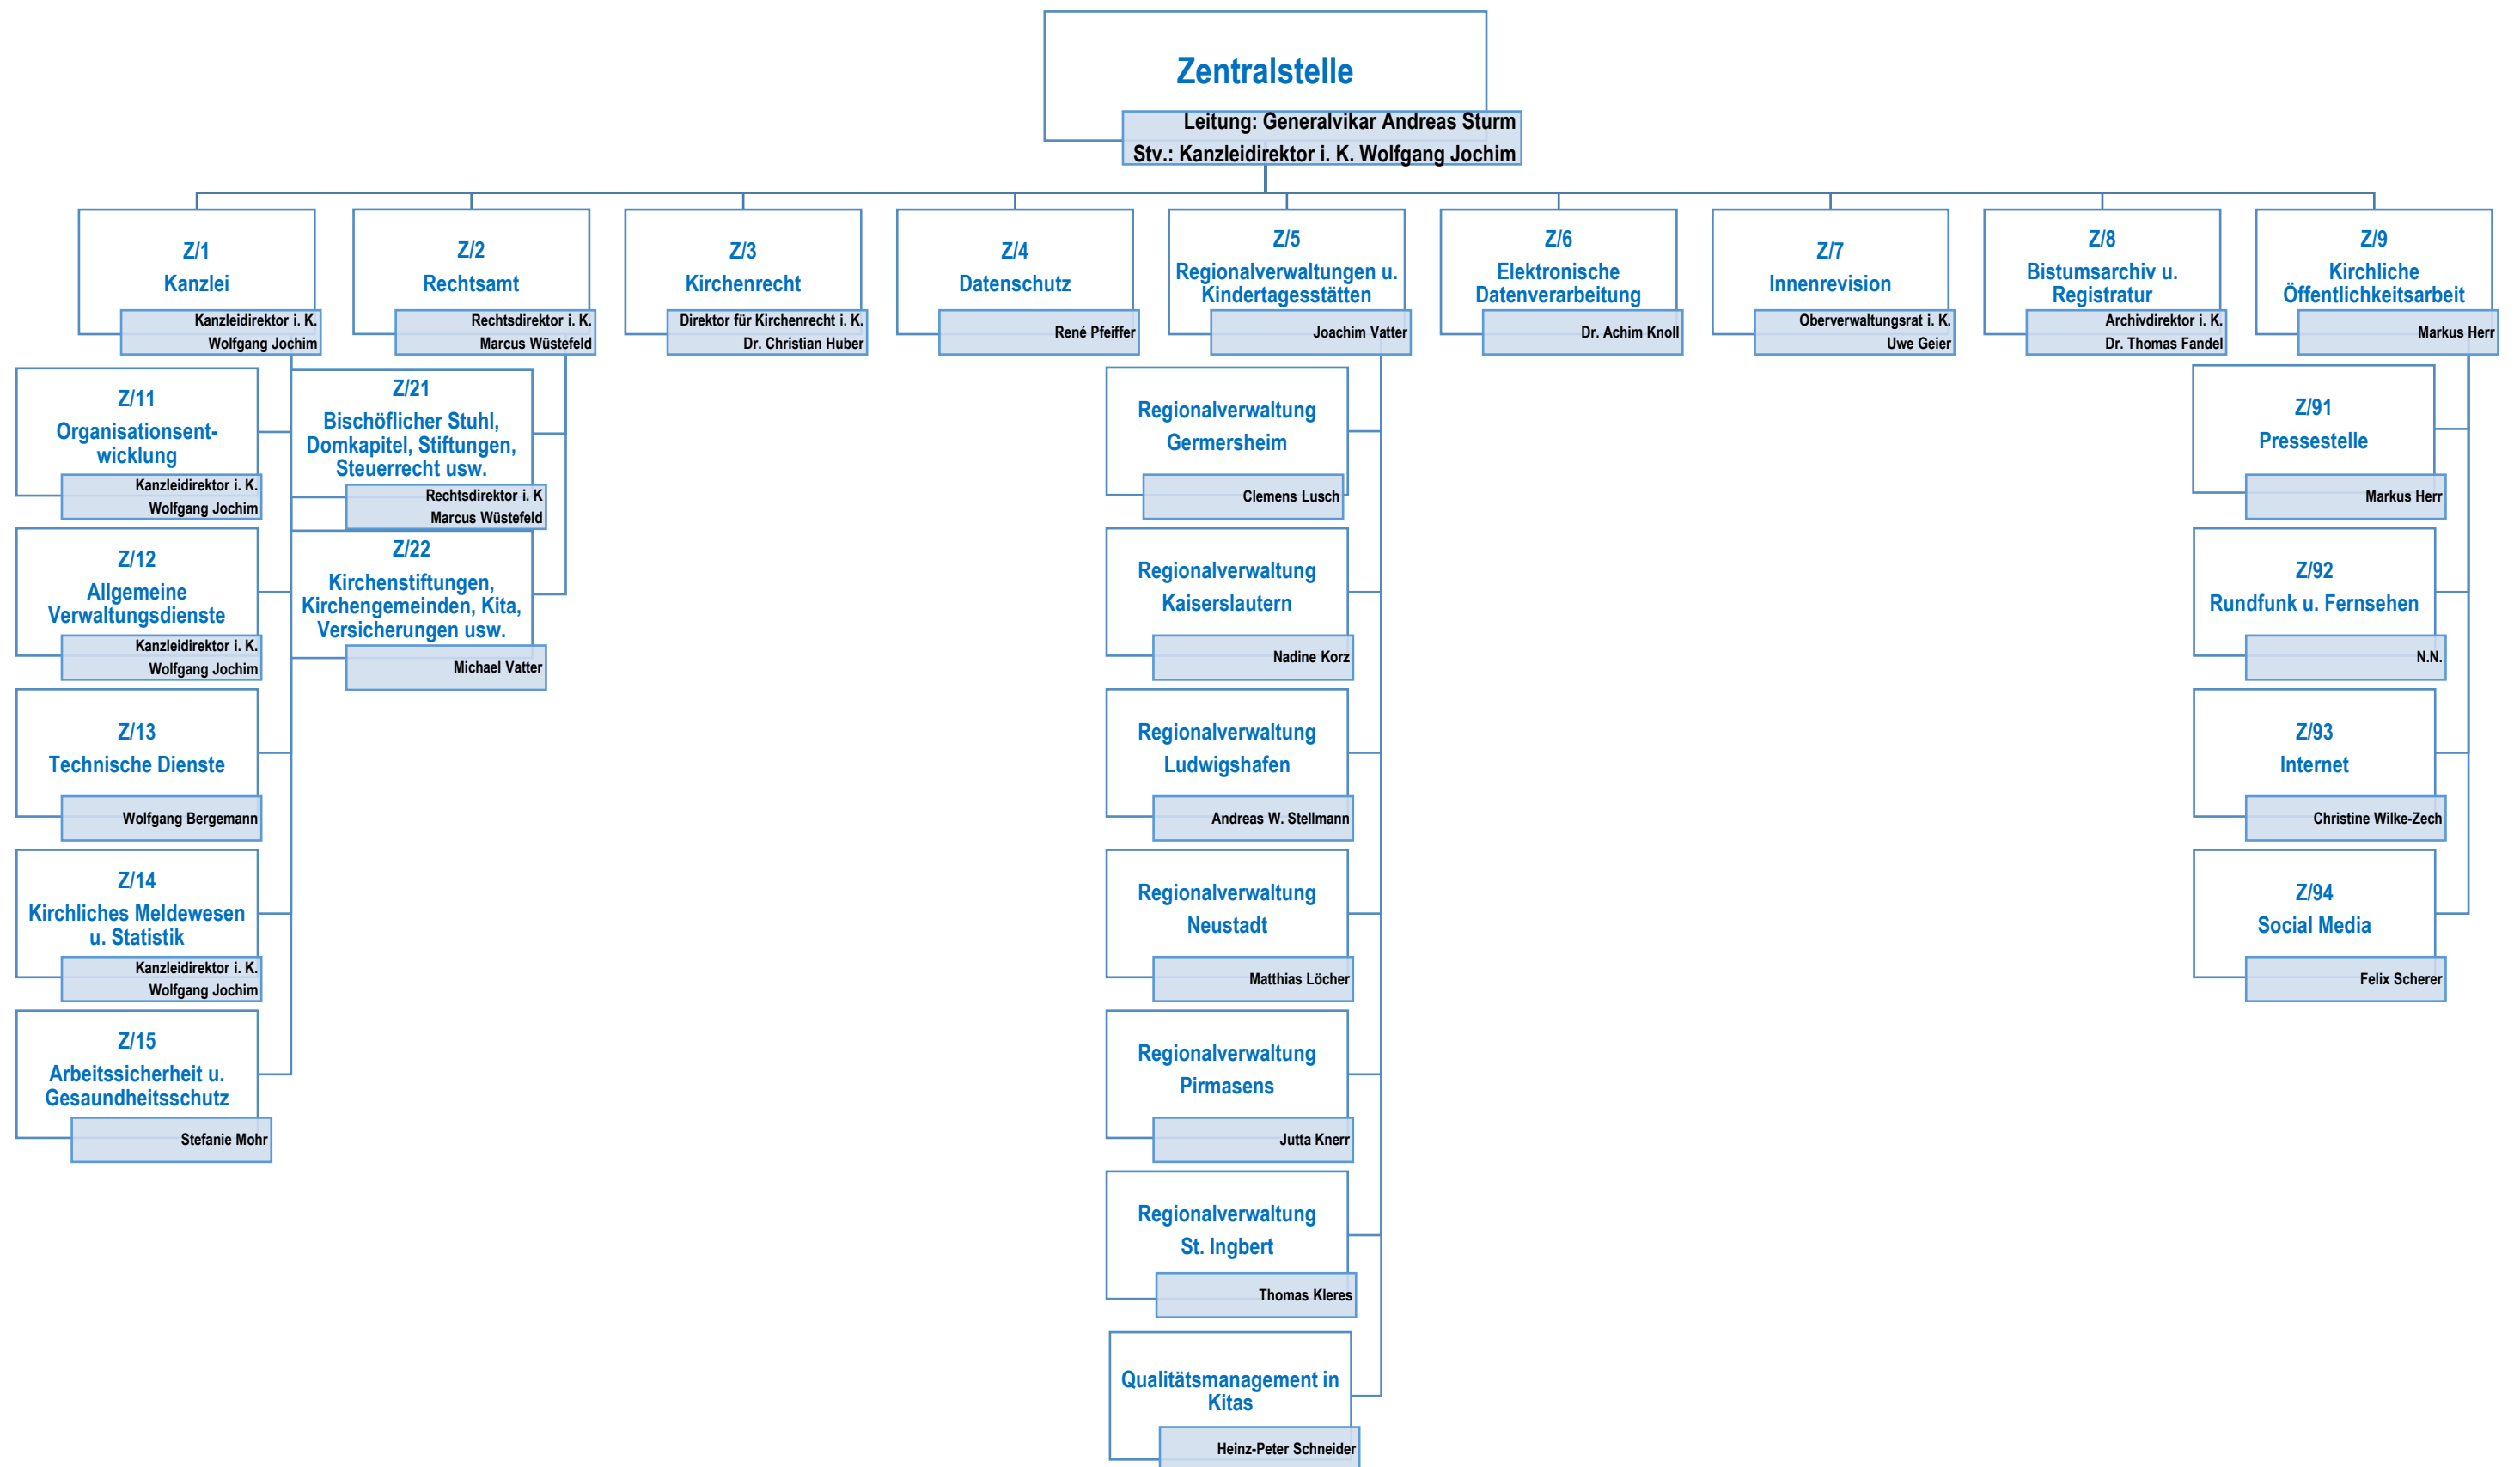 Zentralstelle
Leitung: Generalvikar Andreas Sturm
Stv.: Kanzleidirektor i. K. Wolfgang Jochim
Z/1
Kanzlei
Kanzleidirektor i. K.
Wolfgang Jochim
Z/2
Rechtsamt
Rechtsdirektor i. K.
Marcus Wüstefeld
Z/3
Kirchenrecht
Direktor für Kirchenrecht i. K.
Dr. Christian Huber
Z/4
Datenschutz
René Pfeiffer
Z/5
Regionalverwaltungen u.
Kindertagesstätten
Joachim Vatter
Z/6
Elektronische
Datenverarbeitung
Dr. Achim Knoll
Z/7
Innenrevision
Oberverwaltungsrat i. K.
Uwe Geier
Z/8
Bistumsarchiv u.
Registratur
Archivdirektor i. K.
Dr. Thomas Fandel
Z/9
Kirchliche
Öffentlichkeitsarbeit
Markus Herr
Z/11
Organisationsent-
wicklung
Kanzleidirektor i. K.
Wolfgang Jochim
Z/12
Allgemeine
Verwaltungsdienste
Kanzleidirektor i. K.
Wolfgang Jochim
Z/13
Technische Dienste
Wolfgang Bergemann
Z/14
Kirchliches Meldewesen
u. Statistik
Kanzleidirektor i. K.
Wolfgang Jochim
Z/15
Arbeitssicherheit u.
Gesaundheitsschutz
Stefanie Mohr
Z/21
Bischöflicher Stuhl,
Domkapitel, Stiftungen,
Steuerrecht usw.
Rechtsdirektor i. K
Marcus Wüstefeld
Z/22
Kirchenstiftungen,
Kirchengemeinden, Kita,
Versicherungen usw.
Michael Vatter
Regionalverwaltung
Germersheim
Clemens Lusch
Regionalverwaltung
Kaiserslautern
Nadine Korz
Regionalverwaltung
Ludwigshafen
Andreas W. Stellmann
Regionalverwaltung
Neustadt
Matthias Löcher
Regionalverwaltung
Pirmasens
Jutta Knerr
Regionalverwaltung
St. Ingbert
Thomas Kleres
Qualitätsmanagement in
Kitas
Heinz-Peter Schneider
Z/91
Pressestelle
Markus Herr
Z/92
Rundfunk u. Fernsehen
N.N.
Z/93
Internet
Christine Wilke-Zech
Z/94
Social Media
Felix Scherer